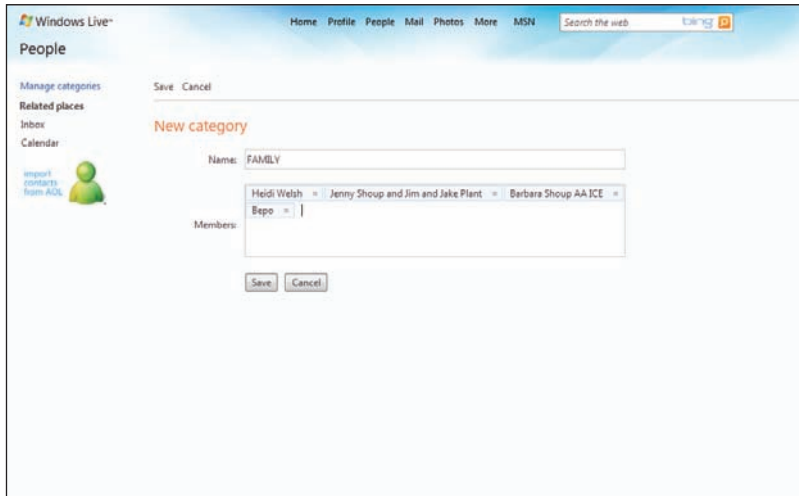 Windows Live™
Home Profile People Mail Photos More MSN Search the web bing
People
Manage categories
Related places
Inbox
Calendar
import
contacts
from AOL
Save Cancel
New category
Name: FAMILY
Members:
Heidi Welsh × Jenny Shoup and Jim and Jake Plant × Barbara Shoup AA ICE ×
Bepo ×
Save Cancel